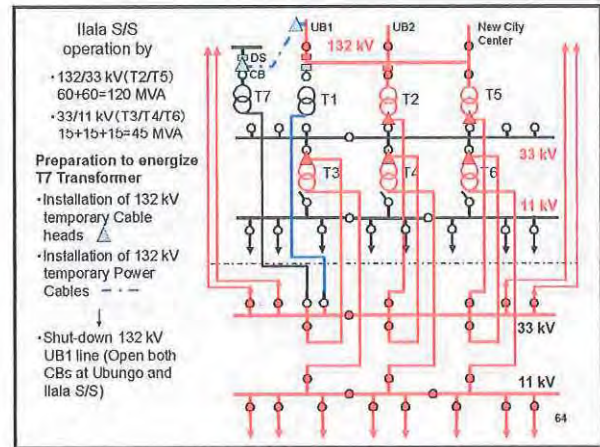 Ilala S/S
operation by
・132/33 kV(T2/T5)
60+60=120 MVA
・33/11 kV(T3/T4/T6)
15+15+15=45 MVA
Preparation to energize
T7 Transformer
・Installation of 132 kV
temporary Cable
heads
・Installation of 132 kV
temporary Power
Cables
・Shut-down 132 kV
UB1 line (Open both
CBs at Ubungo and
Ilala S/S)
UB1
UB2
New City
Center
132 kV
DS
CB
T7
T1
T2
T5
33 kV
T3
T4
T6
11 kV
33 kV
11 kV
64